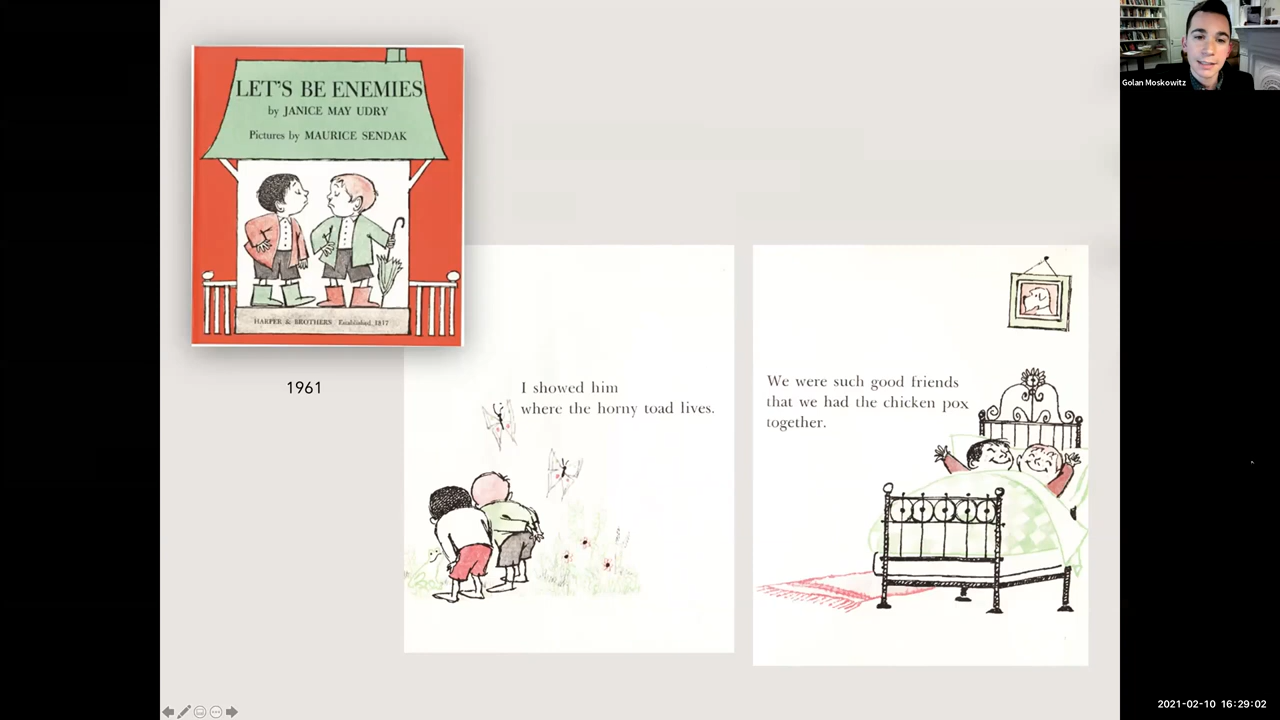 LET'S BE ENEMIES
by JANICE MAY UDRY
Pictures by MAURICE SENDAK
HARPER & BROTHERS Established 1817
1961
I showed him
where the horny toad lives.
We were such good friends
that we had the chicken pox
together.
Golan Moskowitz
2021-02-10 16:29:02